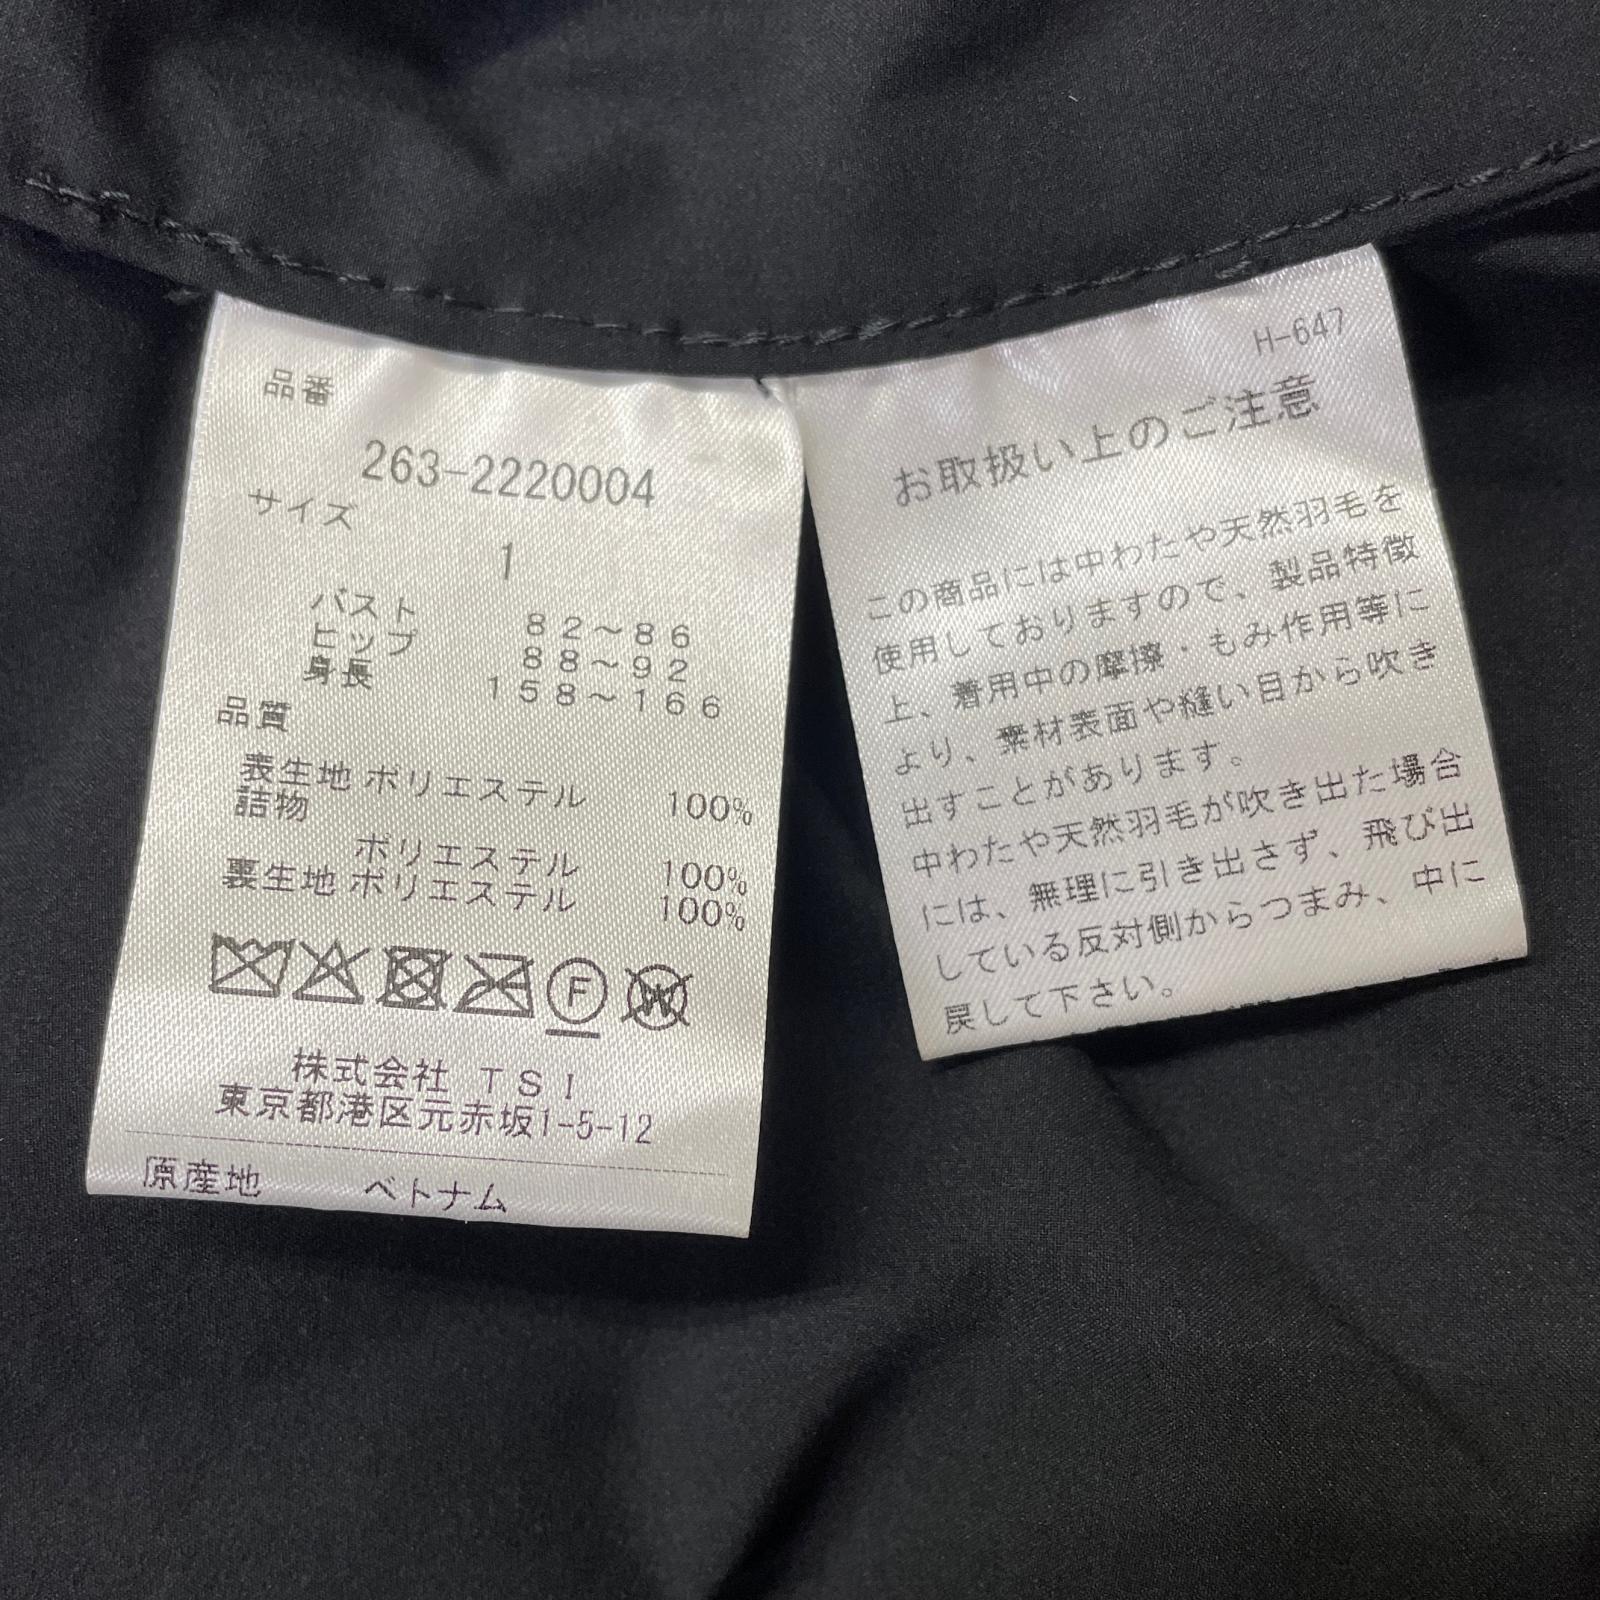 品番
263-2220004
サイズ
1
バスト 82～86
ヒップ 88～92
身長 158～166
品質
表生地 ポリエステル 100%
詰物
ポリエステル 100%
裏生地 ポリエステル 100%
F
W
株式会社 TSI
東京都港区元赤坂1-5-12
原産地 ベトナム
H-647
お取扱い上のご注意
この商品には中わたや天然羽毛を
使用しておりますので、製品特徴
上、着用中の摩擦・もみ作用等に
より、素材表面や縫い目から吹き
出すことがあります。
中わたや天然羽毛が吹き出た場合
には、無理に引き出さず、飛び出
している反対側からつまみ、中に
戻して下さい。